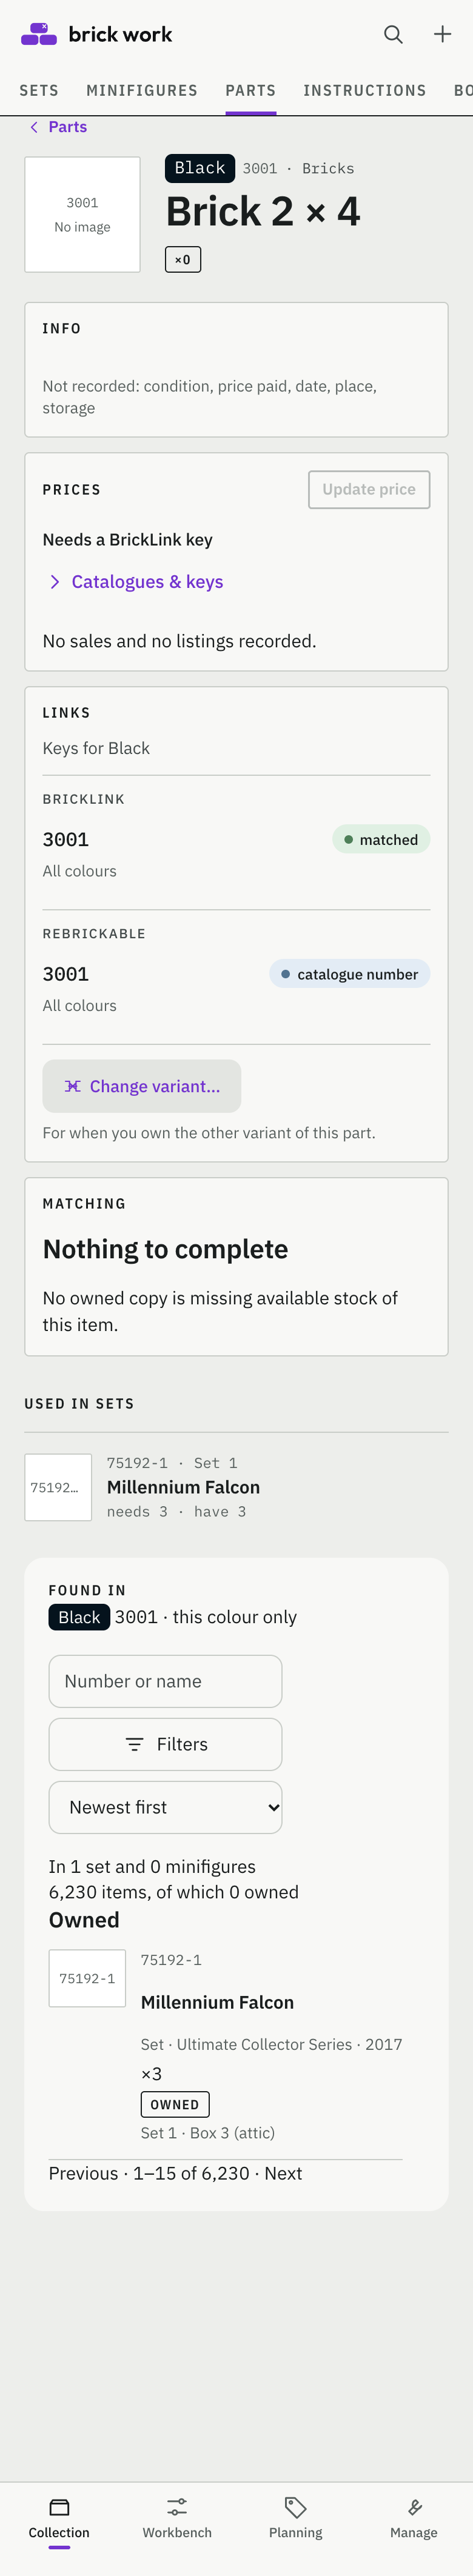 brick work
SETS MINIFIGURES PARTS INSTRUCTIONS BO
Parts
3001
No image
Black 3001 · Bricks
Brick 2 × 4
×0
INFO
Not recorded: condition, price paid, date, place,
storage
PRICES
Update price
Needs a BrickLink key
Catalogues & keys
No sales and no listings recorded.
LINKS
Keys for Black
BRICKLINK
3001
matched
All colours
REBRICKABLE
3001
catalogue number
All colours
Change variant...
For when you own the other variant of this part.
MATCHING
Nothing to complete
No owned copy is missing available stock of
this item.
USED IN SETS
75192…
75192-1 · Set 1
Millennium Falcon
needs 3 · have 3
FOUND IN
Black 3001 · this colour only
Number or name
Filters
Newest first
In 1 set and 0 minifigures
6,230 items, of which 0 owned
Owned
75192-1
75192-1
Millennium Falcon
Set · Ultimate Collector Series · 2017
×3
OWNED
Set 1 · Box 3 (attic)
Previous · 1–15 of 6,230 · Next
Collection Workbench Planning Manage